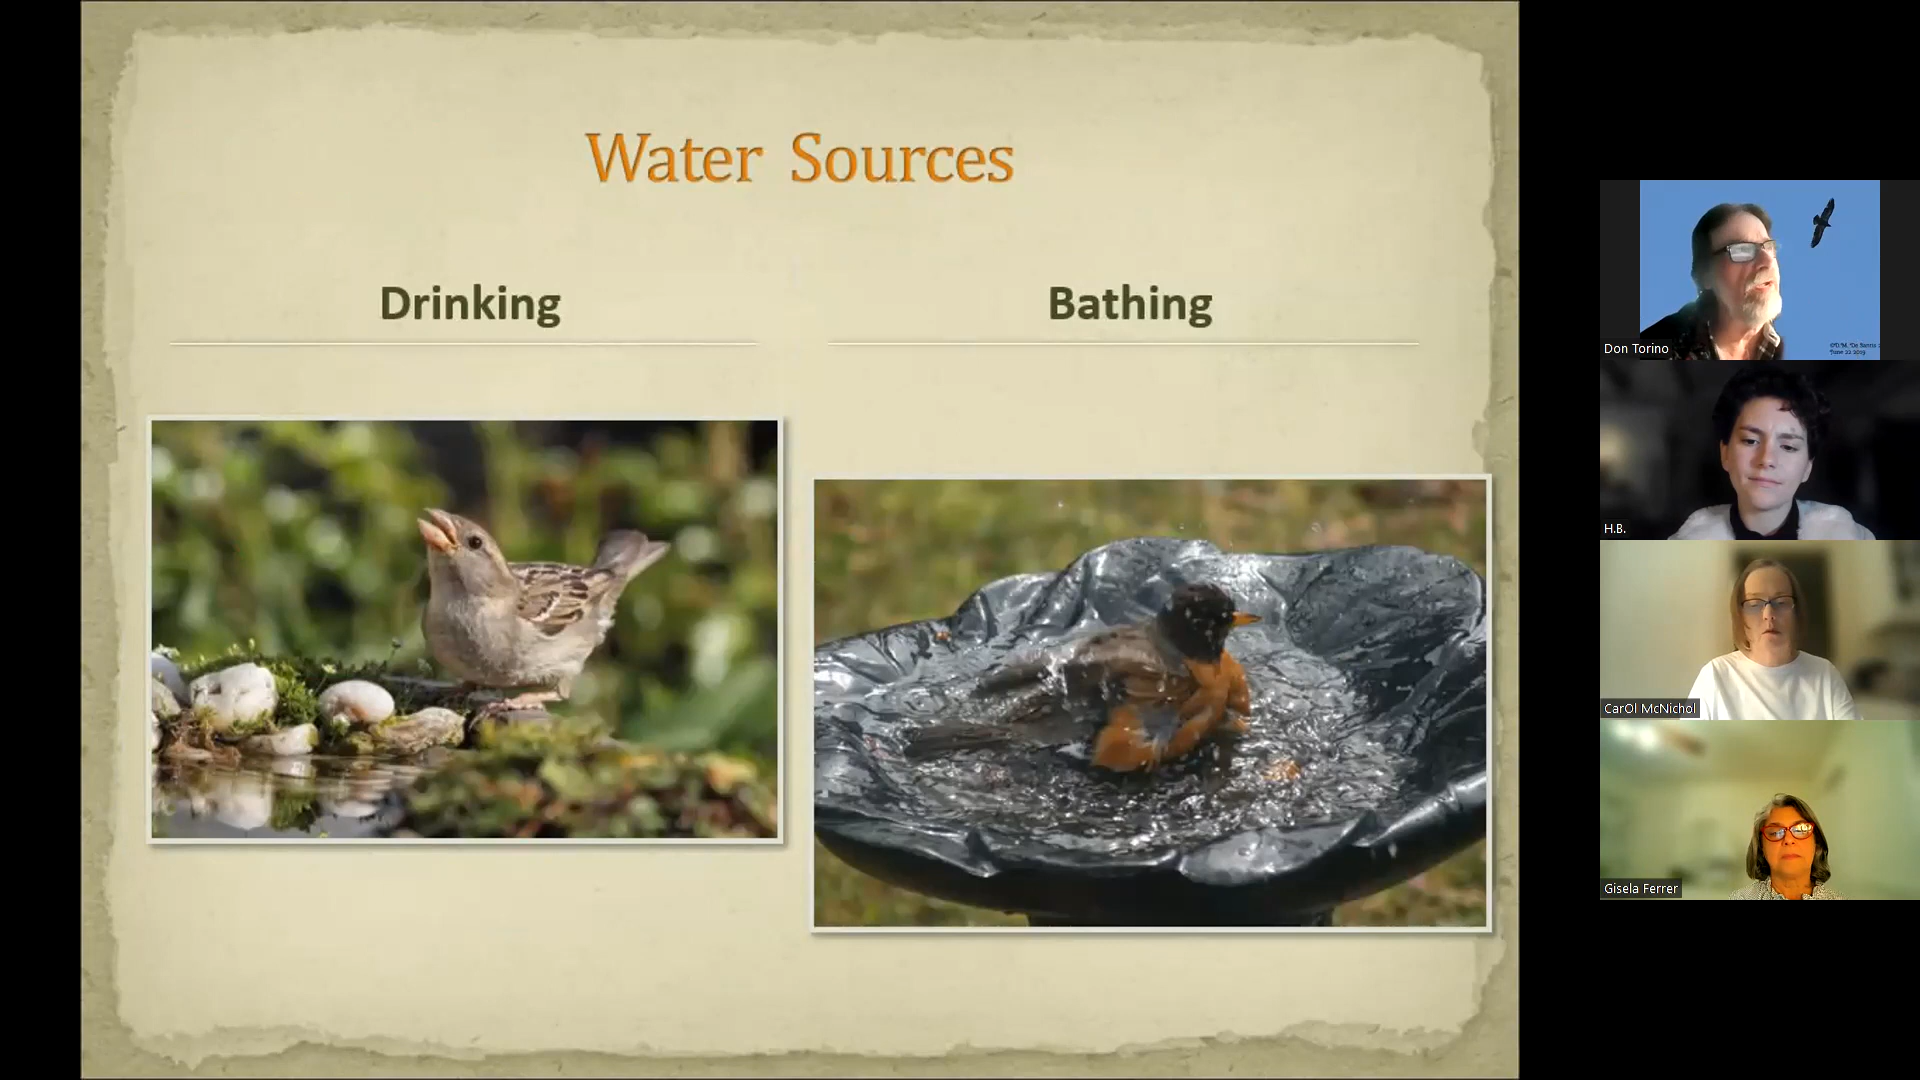 Water Sources
Drinking
Bathing
Don Torino
H.B.
CarOl McNichol
Gisela Ferrer